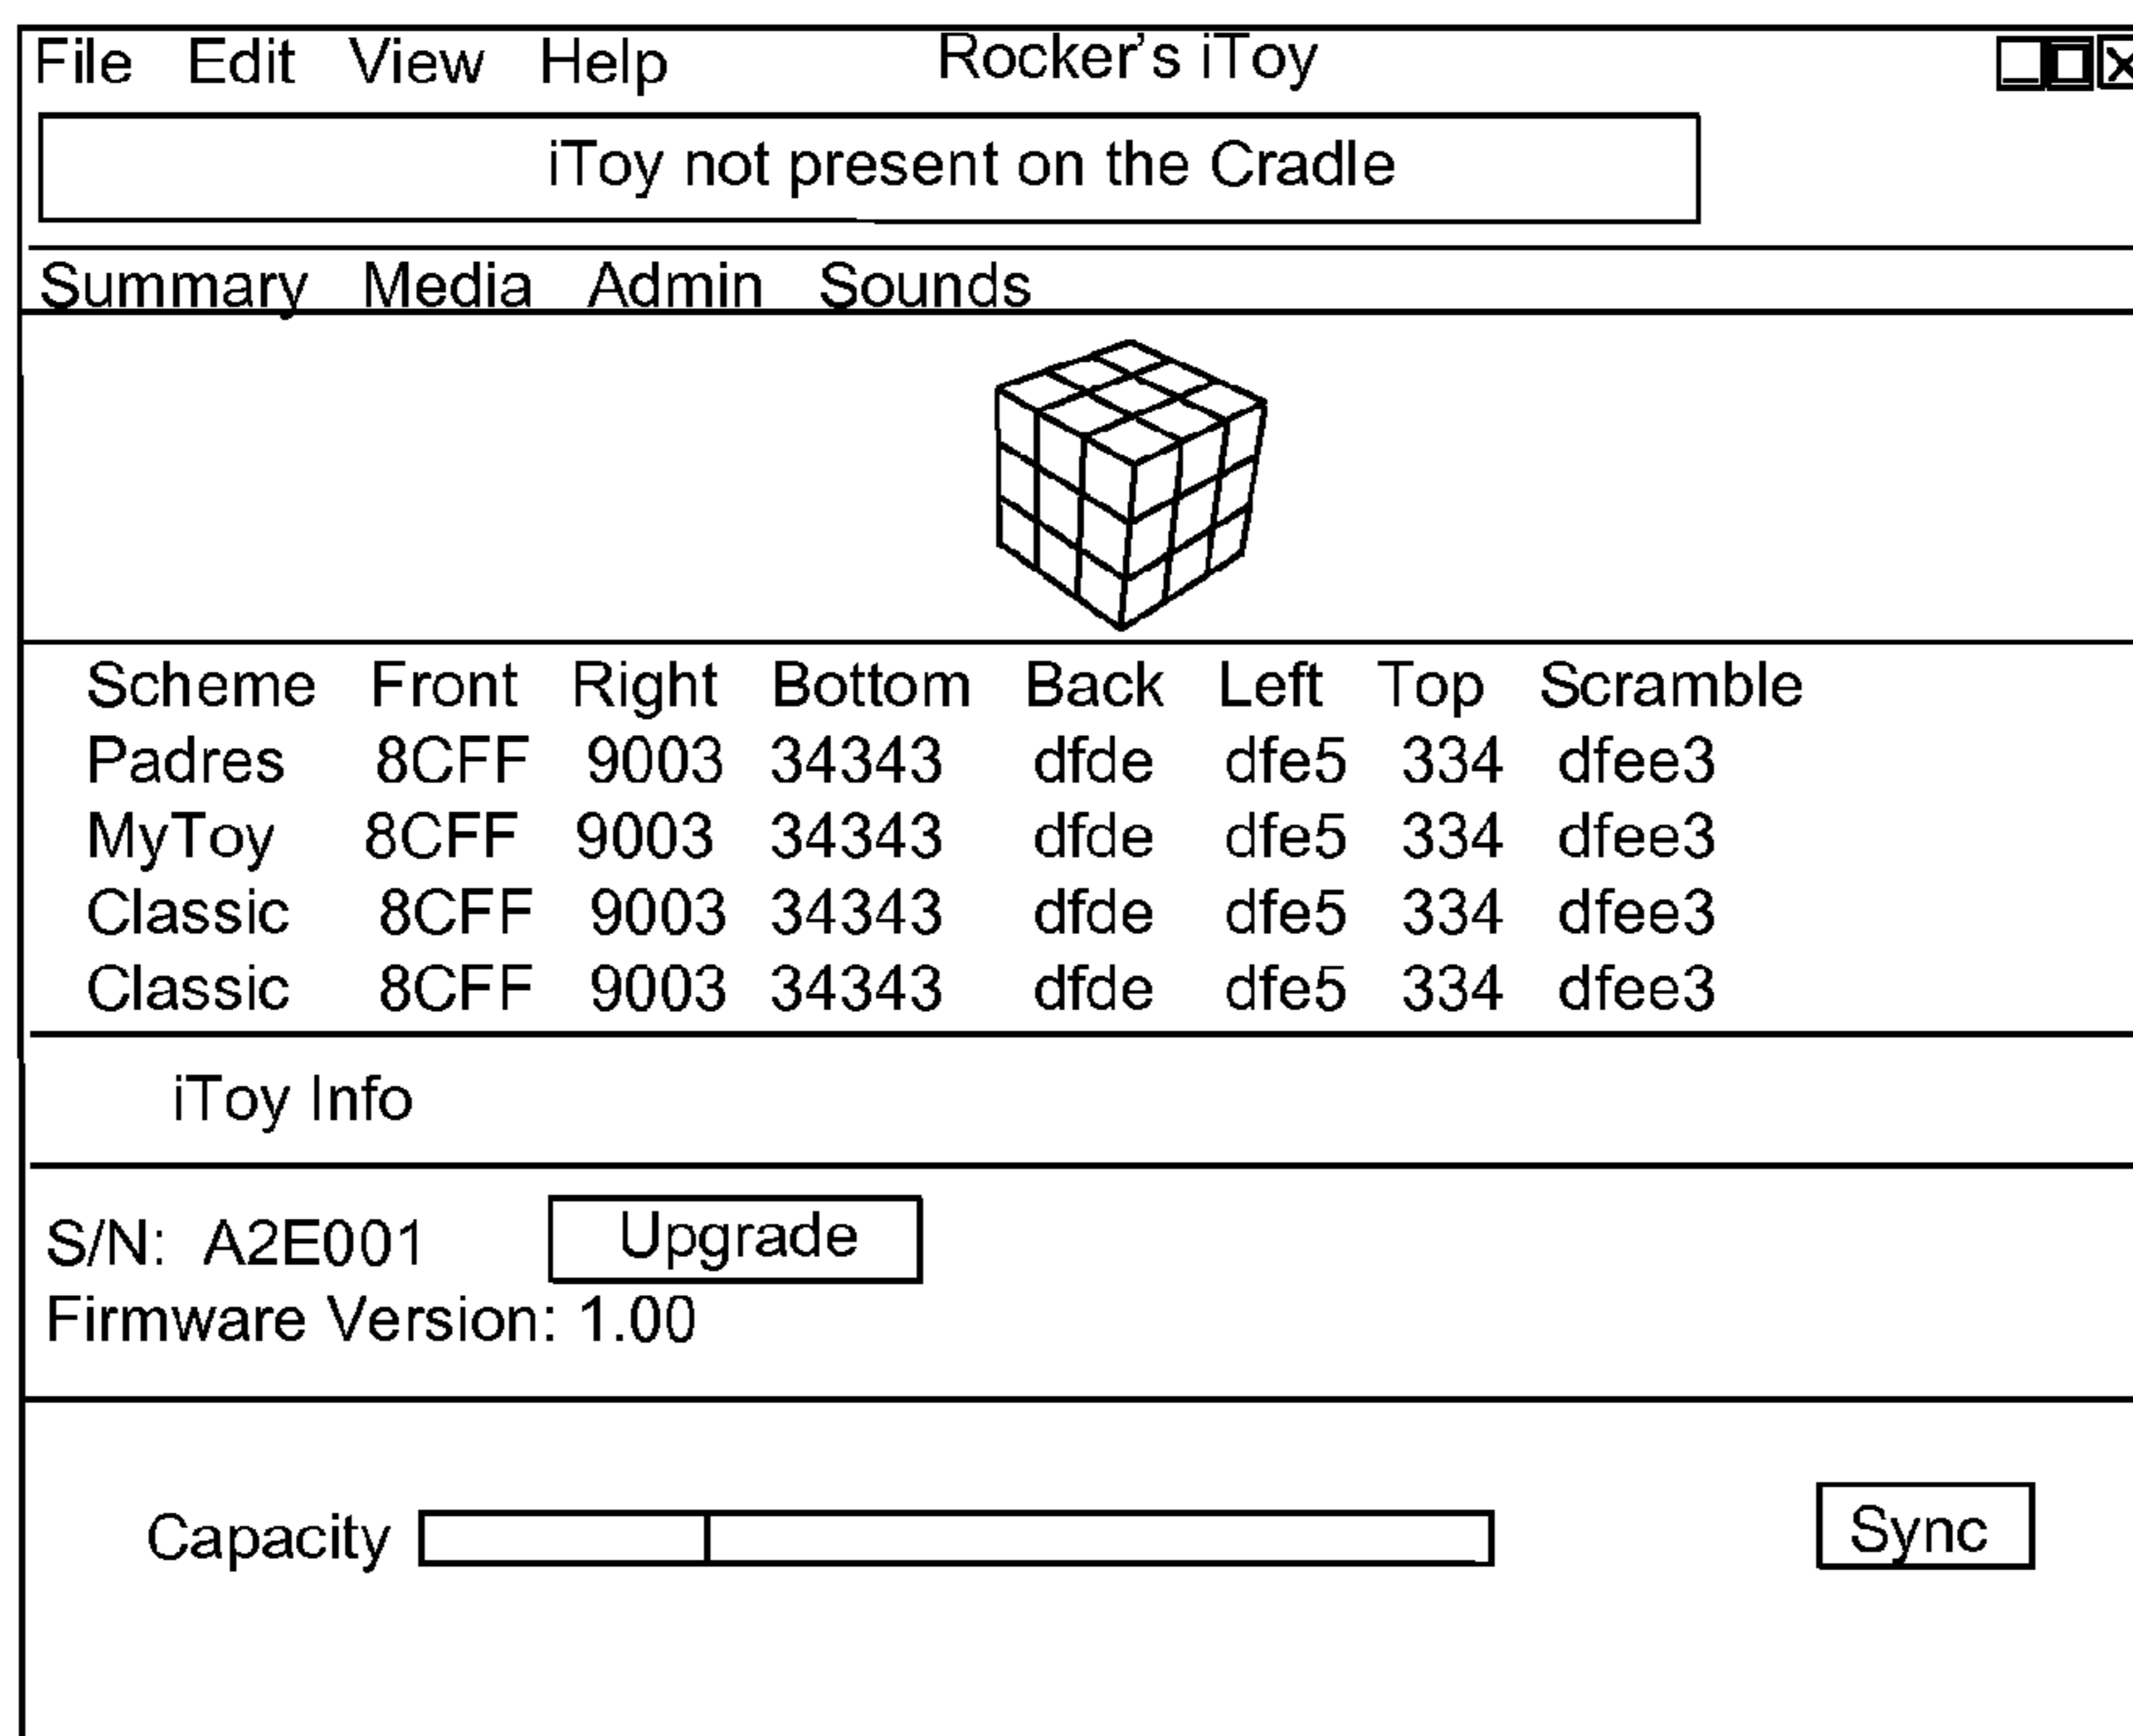 File Edit View Help Rocker's iToy
iToy not present on the Cradle
Summary Media Admin Sounds
Scheme Front Right Bottom Back Left Top Scramble
Padres 8CFF 9003 34343 dfde dfe5 334 dfee3
MyToy 8CFF 9003 34343 dfde dfe5 334 dfee3
Classic 8CFF 9003 34343 dfde dfe5 334 dfee3
Classic 8CFF 9003 34343 dfde dfe5 334 dfee3
iToy Info
S/N: A2E001 Upgrade
Firmware Version: 1.00
Capacity Sync